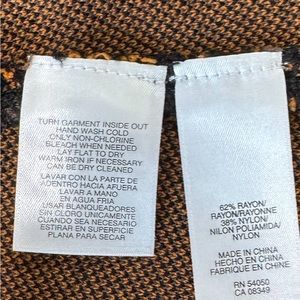 TURN GARMENT INSIDE OUT
HAND WASH COLD
ONLY NON-CHLORINE
BLEACH WHEN NEEDED
LAY FLAT TO DRY
WARM IRON IF NECESSARY
CAN BE DRY CLEANED
LAVAR CON LA PARTE DE
ADENTRO HACIA AFUERA
LAVAR A MANO
EN AGUA FRIA
USAR BLANQUEADORES
SIN CLORO UNICAMENTE
CUANDO SEA NECESARIO
ESTIRAR EN SUPERFICIE
PLANA PARA SECAR
62% RAYON/
RAYON/RAYONNE
38% NYLON/
NILON POLIAMIDA/
NYLON
MADE IN CHINA
HECHO EN CHINA
FABRIQUE EN CHINE
RN 54050
CA 08349